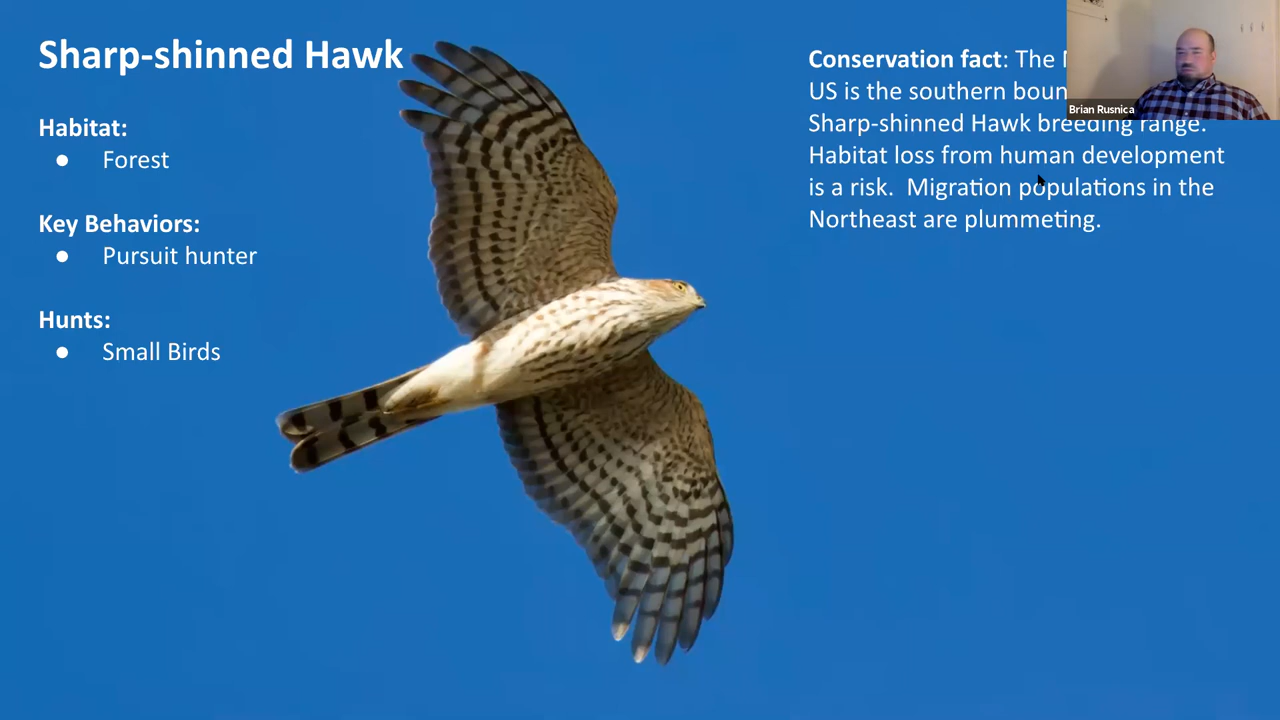 Sharp-shinned Hawk
Habitat:
● Forest
Key Behaviors:
● Pursuit hunter
Hunts:
● Small Birds
Conservation fact: The
US is the southern
Sharp-shinned Hawk breeding range.
Habitat loss from human development
is a risk. Migration populations in the
Northeast are plummeting.
Brian Rusnica